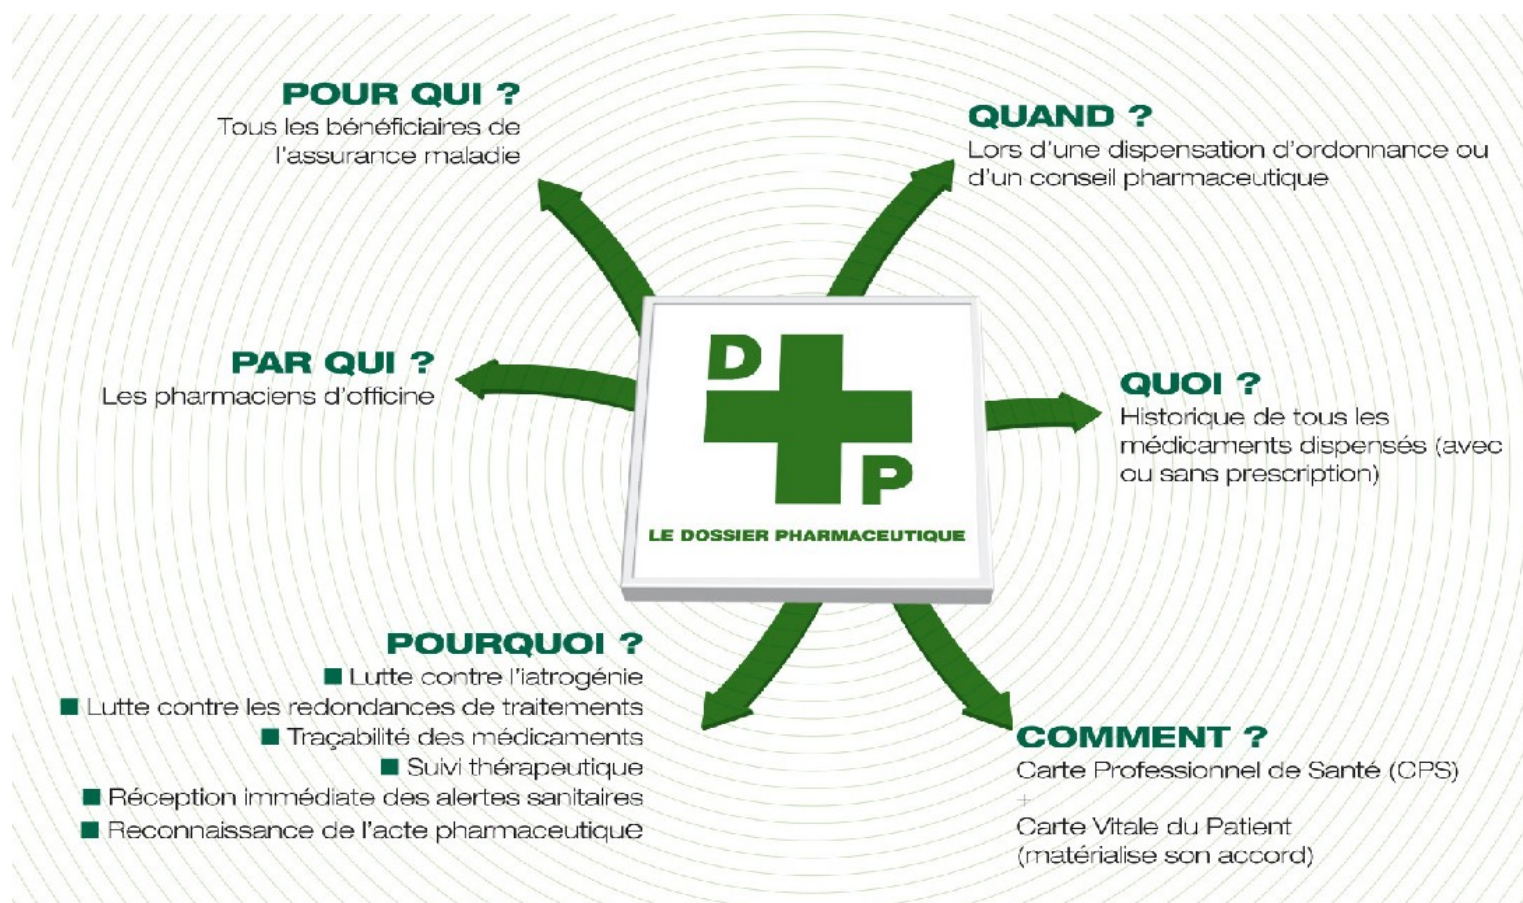 POUR QUI ?
Tous les bénéficiaires de
l'assurance maladie
QUAND ?
Lors d'une dispensation d'ordonnance ou
d'un conseil pharmaceutique
PAR QUI ?
Les pharmaciens d'officine
D
P
LE DOSSIER PHARMACEUTIQUE
QUOI ?
Historique de tous les
médicaments dispensés (avec
ou sans prescription)
POURQUOI ?
■ Lutte contre l'iatrogénie
■ Lutte contre les redondances de traitements
■ Traçabilité des médicaments
■ Suivi thérapeutique
■ Réception immédiate des alertes sanitaires
■ Reconnaissance de l'acte pharmaceutique
COMMENT ?
Carte Professionnel de Santé (CPS)
+
Carte Vitale du Patient
(matérialise son accord)